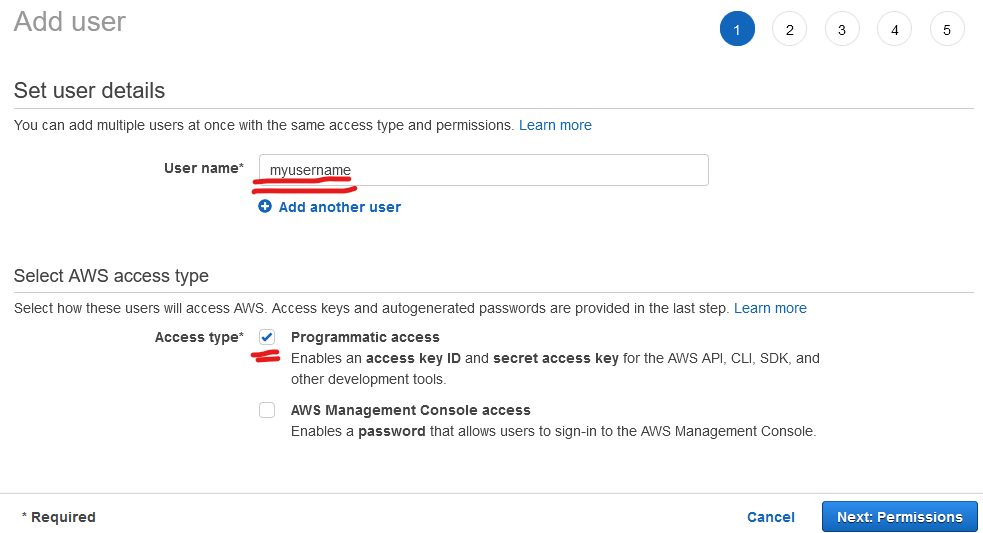 Add user
1 2 3 4 5
Set user details
You can add multiple users at once with the same access type and permissions. Learn more
User name* myusername
Add another user
Select AWS access type
Select how these users will access AWS. Access keys and autogenerated passwords are provided in the last step. Learn more
Access type* Programmatic access
Enables an access key ID and secret access key for the AWS API, CLI, SDK, and
other development tools.
AWS Management Console access
Enables a password that allows users to sign-in to the AWS Management Console.
* Required Cancel Next: Permissions